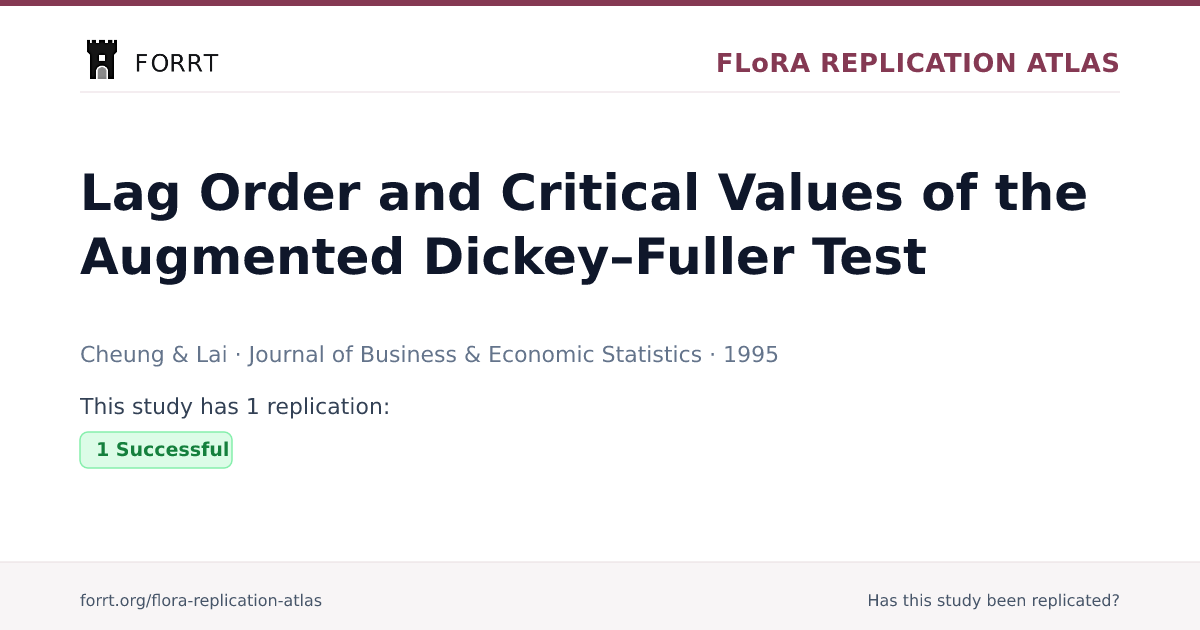 FORRT
FLoRA REPLICATION ATLAS
Lag Order and Critical Values of the
Augmented Dickey–Fuller Test
Cheung & Lai · Journal of Business & Economic Statistics · 1995
This study has 1 replication:
1 Successful
forrt.org/flora-replication-atlas
Has this study been replicated?